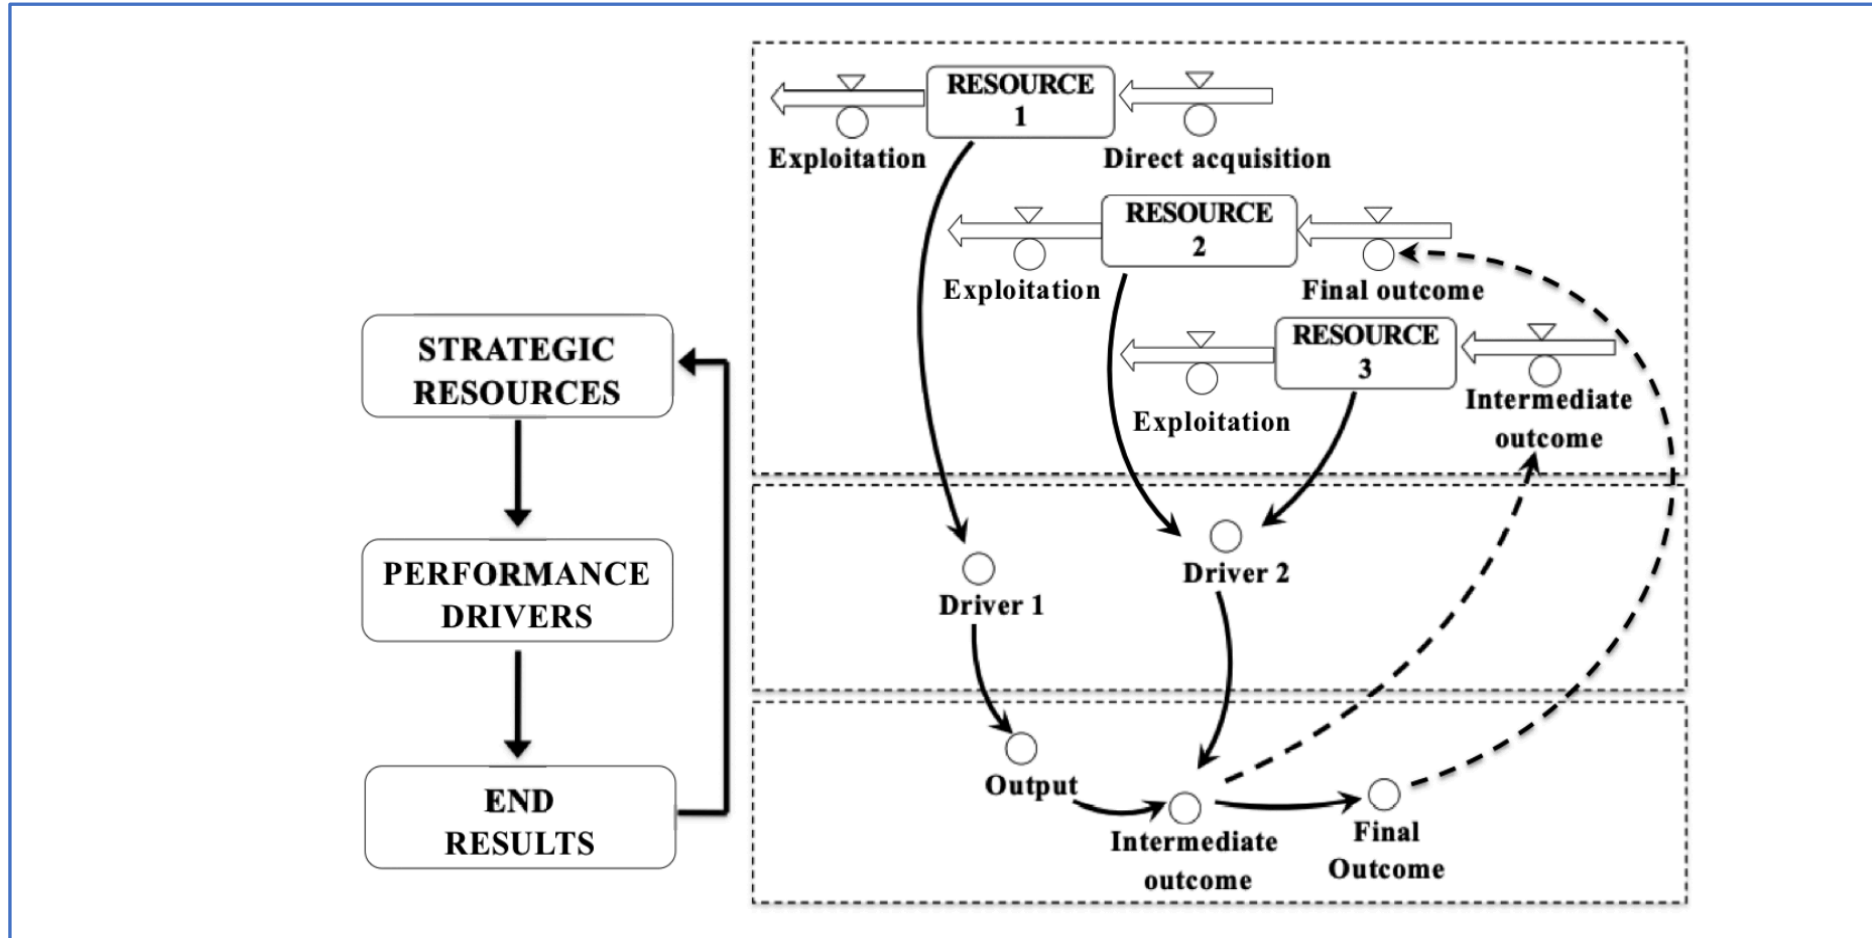 STRATEGIC
RESOURCES
PERFORMANCE
DRIVERS
END
RESULTS
RESOURCE
1
Exploitation
Direct acquisition
RESOURCE
2
Exploitation
Final outcome
RESOURCE
3
Exploitation
Intermediate
outcome
Driver 1
Driver 2
Output
Intermediate
outcome
Final
Outcome